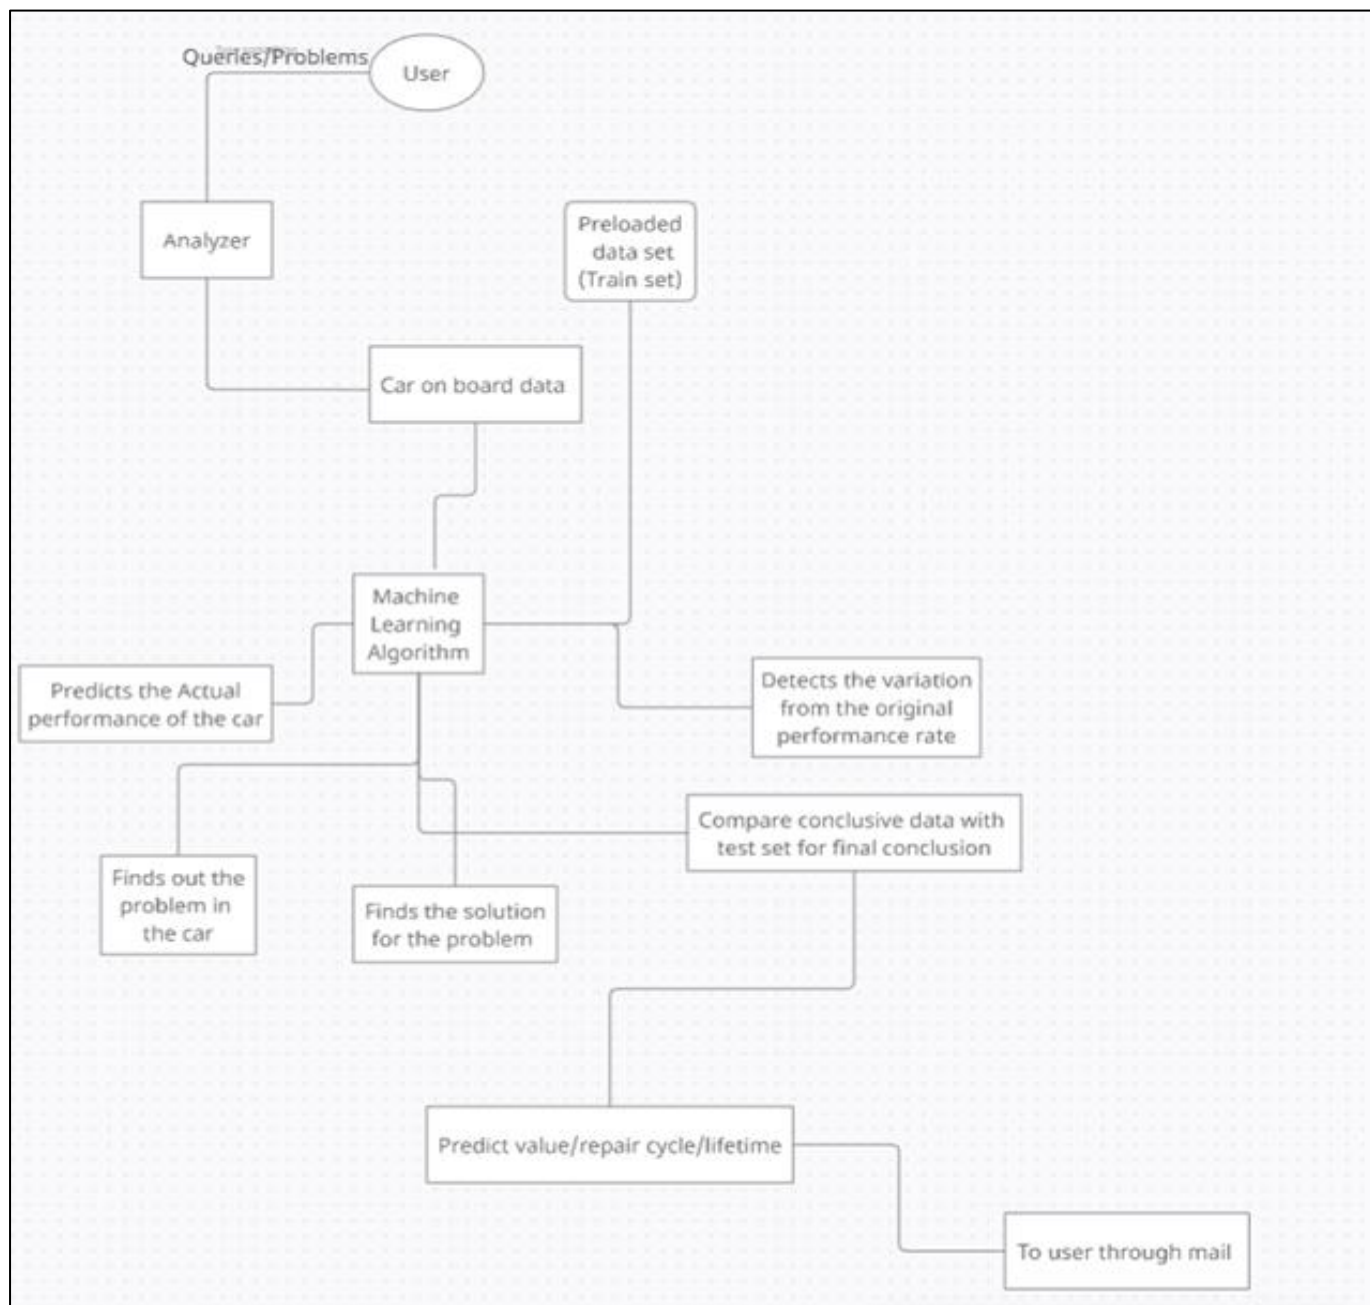 Queries/Problems
User
Analyzer
Preloaded
data set
(Train set)
Car on board data
Machine
Learning
Algorithm
Predicts the Actual
performance of the car
Detects the variation
from the original
performance rate
Compare conclusive data with
test set for final conclusion
Finds out the
problem in
the car
Finds the solution
for the problem
Predict value/repair cycle/lifetime
To user through mail